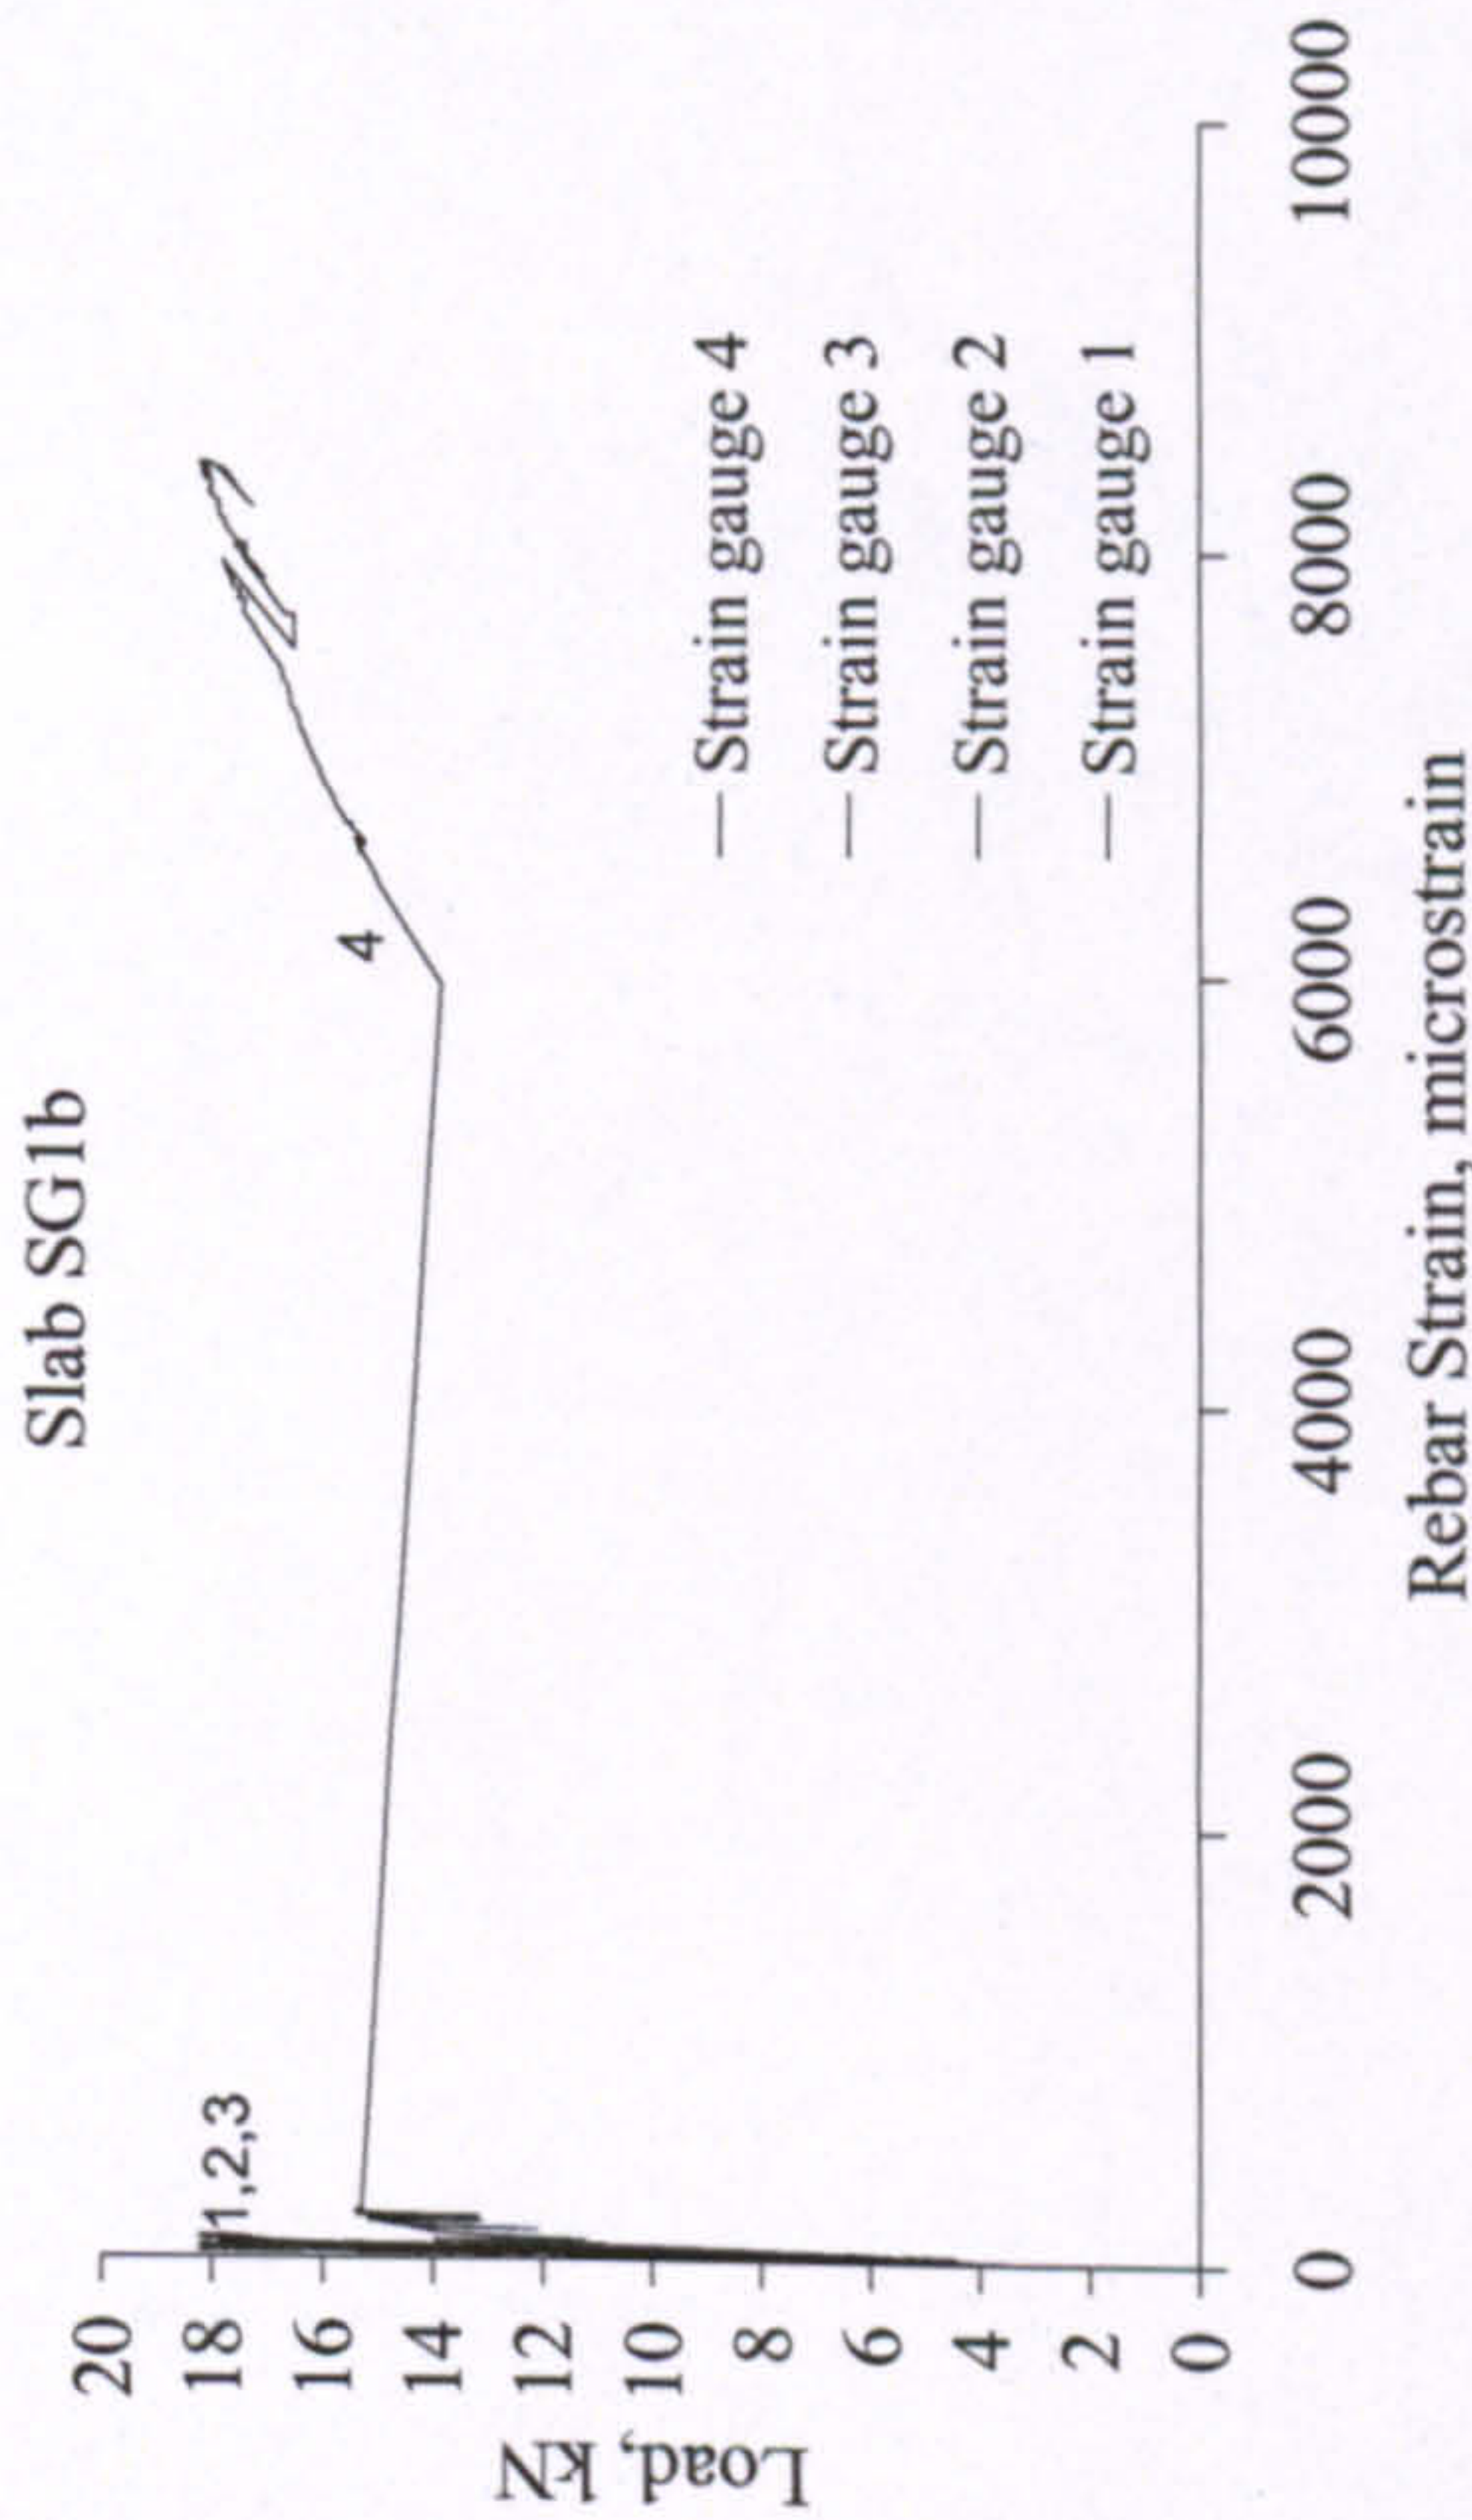 Slab SG1b
Load, kN
20
18
16
14
12
10
8
6
4
2
0
1,2,3
4
Strain gauge 4
Strain gauge 3
Strain gauge 2
Strain gauge 1
0
2000
4000
6000
8000
10000
Rebar Strain, microstrain